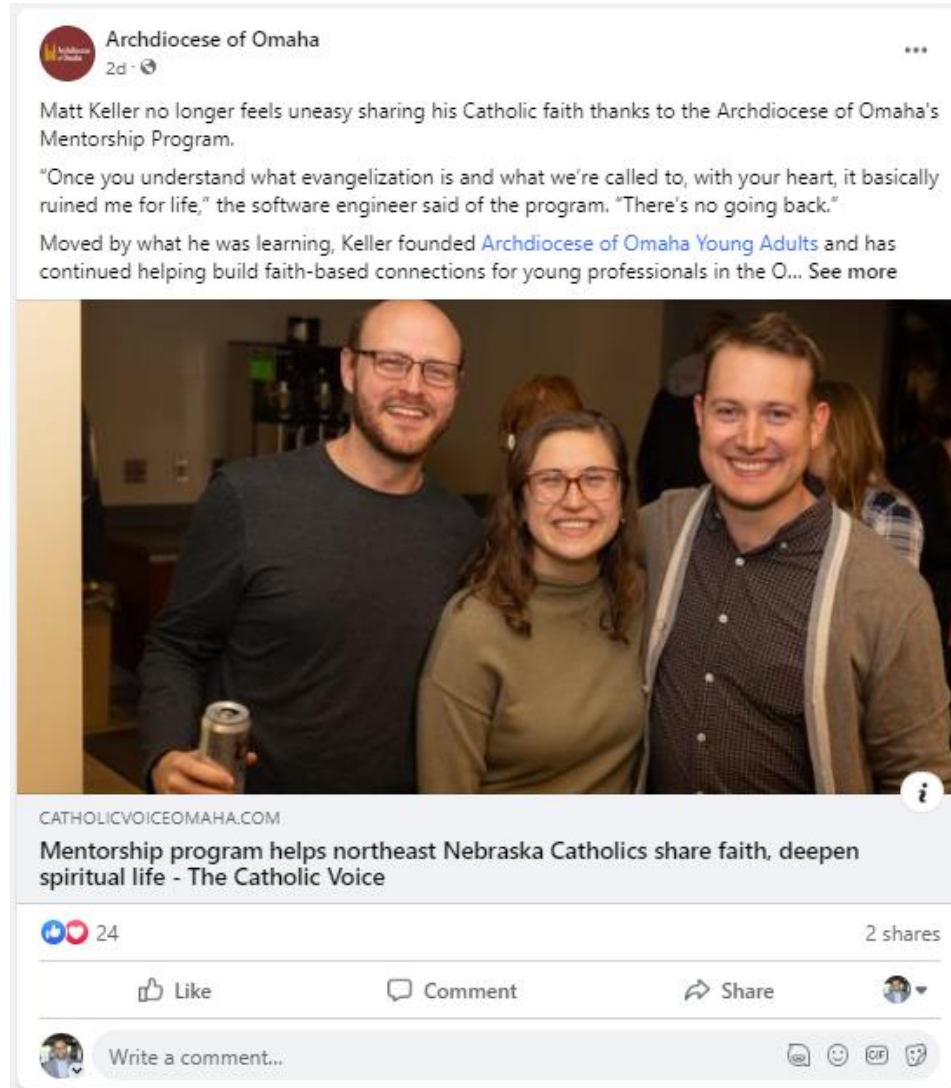 Archdiocese of Omaha
2d ·
Matt Keller no longer feels uneasy sharing his Catholic faith thanks to the Archdiocese of Omaha's
Mentorship Program.
“Once you understand what evangelization is and what we’re called to, with your heart, it basically
ruined me for life,” the software engineer said of the program. “There’s no going back.”
Moved by what he was learning, Keller founded Archdiocese of Omaha Young Adults and has
continued helping build faith-based connections for young professionals in the O... See more
i
CATHOLICVOICEOMAHA.COM
Mentorship program helps northeast Nebraska Catholics share faith, deepen
spiritual life - The Catholic Voice
24 2 shares
Like Comment Share
Write a comment... GIF